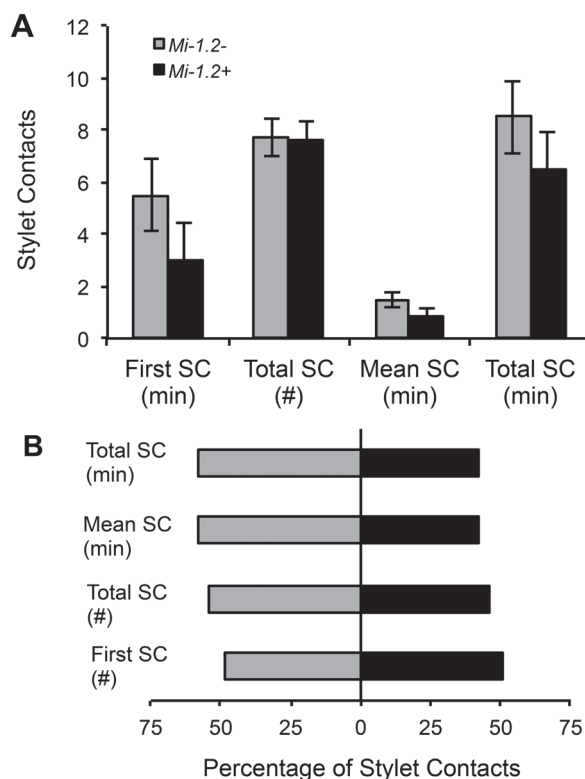 A
Mi-1.2-
Mi-1.2+
12
10
8
6
4
2
0
Stylet Contacts
First SC
(min)
Total SC
(#)
Mean SC
(min)
Total SC
(min)
B
Total SC
(min)
Mean SC
(min)
Total SC
(#)
First SC
(#)
75 50 25 0 25 50 75
Percentage of Stylet Contacts